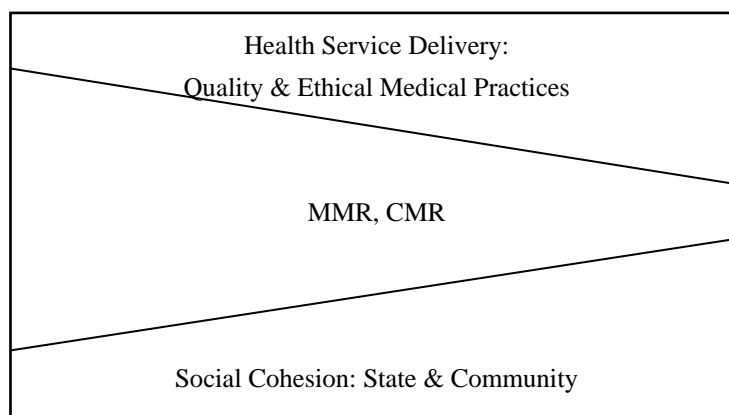 Health Service Delivery:
Quality & Ethical Medical Practices
MMR, CMR
Social Cohesion: State & Community